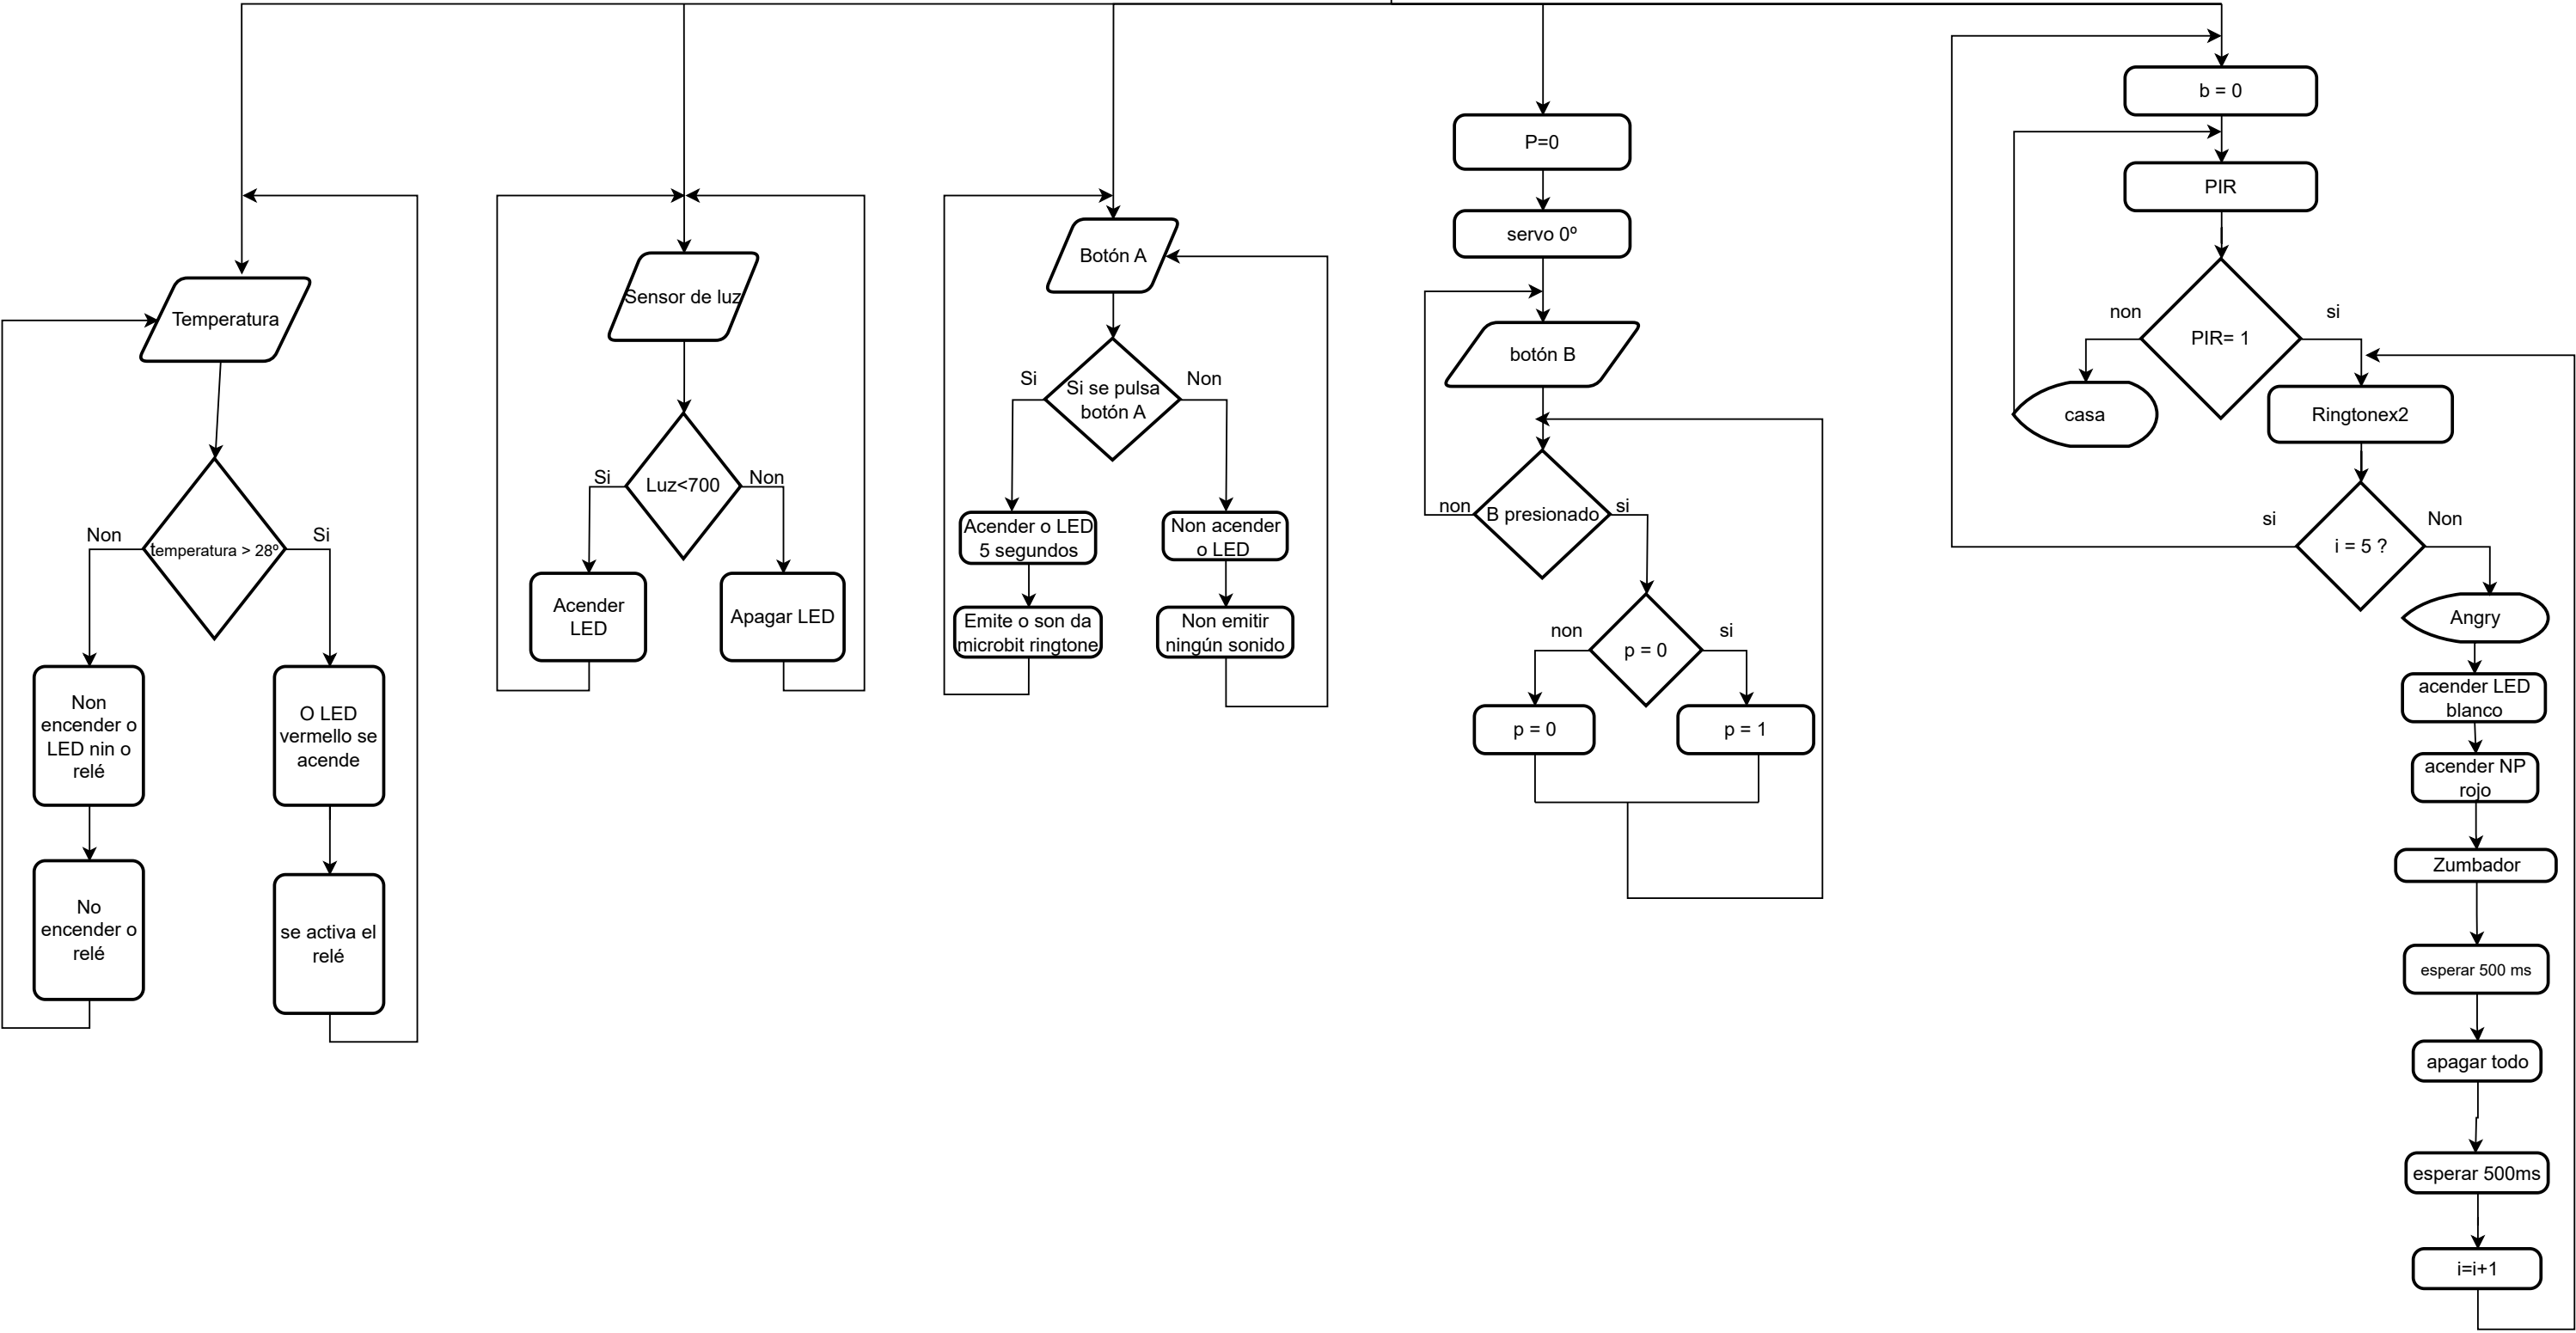 Temperatura
temperatura > 28º
Non
Si
Non
encender o
LED nin o
relé
O LED
vermello se
acende
No
encender o
relé
se activa el
relé
Sensor de luz
Luz<700
Si
Non
Acender
LED
Apagar LED
Botón A
Si se pulsa
botón A
Si
Non
Acender o LED
5 segundos
Non acender
o LED
Emite o son da
microbit ringtone
Non emitir
ningún sonido
P=0
servo 0º
botón B
B presionado
non
si
p = 0
non
si
p = 0
p = 1
b = 0
PIR
PIR= 1
non
si
casa
Ringtonex2
i = 5 ?
si
Non
Angry
acender LED
blanco
acender NP
rojo
Zumbador
esperar 500 ms
apagar todo
esperar 500ms
i=i+1